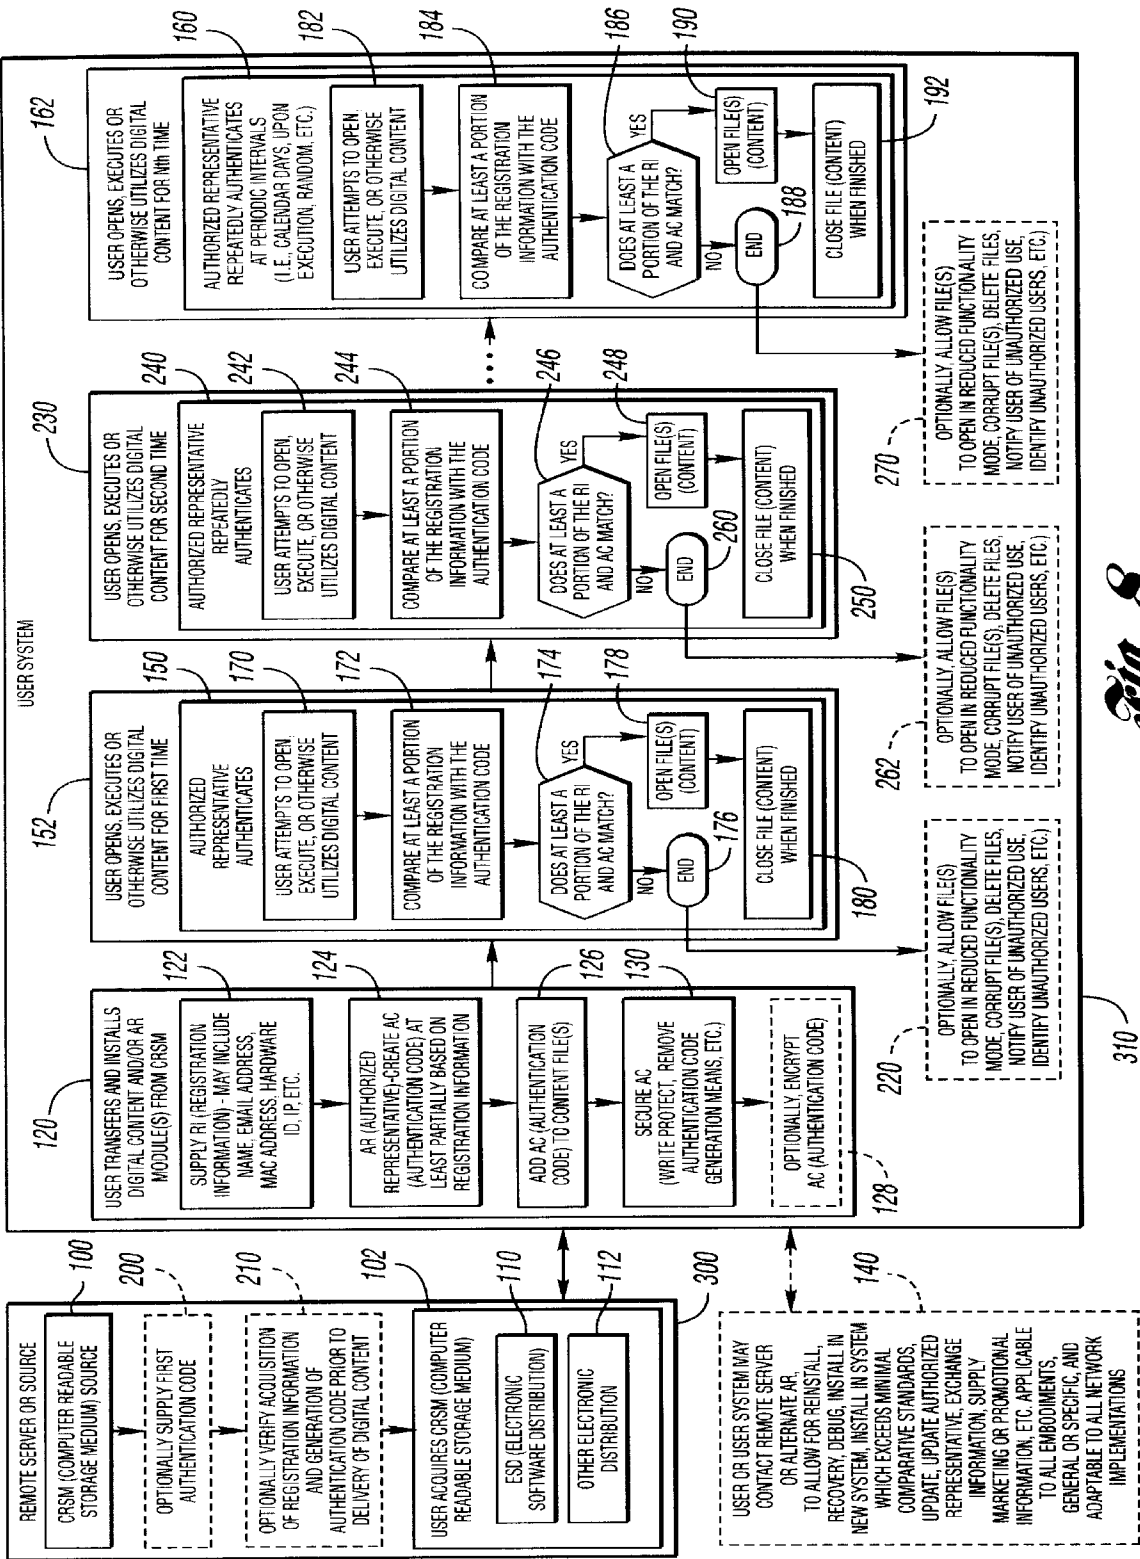 REMOTE SERVER OR SOURCE
100
CRSM (COMPUTER READABLE
STORAGE MEDIUM) SOURCE
200
OPTIONALLY SUPPLY FIRST
AUTHENTICATION CODE
210
OPTIONALLY VERIFY ACQUISITION
OF REGISTRATION INFORMATION
AND GENERATION OF
AUTHENTICATION CODE PRIOR TO
DELIVERY OF DIGITAL CONTENT
102
USER ACQUIRES CRSM (COMPUTER
READABLE STORAGE MEDIUM)
110
ESD (ELECTRONIC
SOFTWARE DISTRIBUTION)
112
OTHER ELECTRONIC
DISTRIBUTION
300
USER OR USER SYSTEM MAY
CONTACT REMOTE SERVER
OR ALTERNATE AR,
TO ALLOW FOR REINSTALL,
RECOVERY, DEBUG, INSTALL IN
NEW SYSTEM, INSTALL IN SYSTEM
WHICH EXCEEDS MINIMAL
COMPARATIVE STANDARDS,
UPDATE, UPDATE AUTHORIZED
REPRESENTATIVE, EXCHANGE
INFORMATION, SUPPLY
MARKETING OR PROMOTIONAL
INFORMATION, ETC. APPLICABLE
TO ALL EMBODIMENTS,
GENERAL OR SPECIFIC, AND
ADAPTABLE TO ALL NETWORK
IMPLEMENTATIONS
140
USER SYSTEM
120
USER TRANSFERS AND INSTALLS
DIGITAL CONTENT AND/OR AR
MODULE(S) FROM CRSM
122
SUPPLY RI (REGISTRATION
INFORMATION) - MAY INCLUDE
NAME, EMAIL ADDRESS,
MAC ADDRESS, HARDWARE
ID, IP, ETC.
124
AR (AUTHORIZED
REPRESENTATIVE)-CREATE AC
(AUTHENTICATION CODE) AT
LEAST PARTIALLY BASED ON
REGISTRATION INFORMATION
126
ADD AC (AUTHENTICATION
CODE) TO CONTENT FILE(S)
130
SECURE AC
(WRITE PROTECT, REMOVE
AUTHENTICATION CODE
GENERATION MEANS, ETC.)
OPTIONALLY, ENCRYPT
AC (AUTHENTICATION CODE)
128
152
USER OPENS, EXECUTES OR
OTHERWISE UTILIZES DIGITAL
CONTENT FOR FIRST TIME
150
AUTHORIZED
REPRESENTATIVE
AUTHENTICATES
170
USER ATTEMPTS TO OPEN,
EXECUTE, OR OTHERWISE
UTILIZES DIGITAL CONTENT
172
COMPARE AT LEAST A PORTION
OF THE REGISTRATION
INFORMATION WITH THE
AUTHENTICATION CODE
174
DOES AT LEAST A
PORTION OF THE RI
AND AC MATCH?
YES
178
OPEN FILE(S)
(CONTENT)
NO
END
176
CLOSE FILE (CONTENT)
WHEN FINISHED
180
220
OPTIONALLY, ALLOW FILE(S)
TO OPEN IN REDUCED FUNCTIONALITY
MODE, CORRUPT FILE(S), DELETE FILES,
NOTIFY USER OF UNAUTHORIZED USE,
IDENTIFY UNAUTHORIZED USERS, ETC.)
230
USER OPENS, EXECUTES OR
OTHERWISE UTILIZES DIGITAL
CONTENT FOR SECOND TIME
240
AUTHORIZED REPRESENTATIVE
REPEATEDLY
AUTHENTICATES
242
USER ATTEMPTS TO OPEN,
EXECUTE, OR OTHERWISE
UTILIZES DIGITAL CONTENT
244
COMPARE AT LEAST A PORTION
OF THE REGISTRATION
INFORMATION WITH THE
AUTHENTICATION CODE
246
DOES AT LEAST A
PORTION OF THE RI
AND AC MATCH?
YES
248
OPEN FILE(S)
(CONTENT)
NO
END
260
CLOSE FILE (CONTENT)
WHEN FINISHED
250
262
OPTIONALLY, ALLOW FILE(S)
TO OPEN IN REDUCED FUNCTIONALITY
MODE, CORRUPT FILE(S), DELETE FILES,
NOTIFY USER OF UNAUTHORIZED USE,
IDENTIFY UNAUTHORIZED USERS, ETC.)
162
USER OPENS, EXECUTES OR
OTHERWISE UTILIZES DIGITAL
CONTENT FOR Nth TIME
160
AUTHORIZED REPRESENTATIVE
REPEATEDLY AUTHENTICATES
AT PERIODIC INTERVALS
(I.E., CALENDAR DAYS, UPON
EXECUTION, RANDOM, ETC.)
182
USER ATTEMPTS TO OPEN,
EXECUTE, OR OTHERWISE
UTILIZES DIGITAL CONTENT
184
COMPARE AT LEAST A PORTION
OF THE REGISTRATION
INFORMATION WITH THE
AUTHENTICATION CODE
186
DOES AT LEAST A
PORTION OF THE RI
AND AC MATCH?
YES
190
OPEN FILE(S)
(CONTENT)
NO
END
188
CLOSE FILE (CONTENT)
WHEN FINISHED
192
270
OPTIONALLY, ALLOW FILE(S)
TO OPEN IN REDUCED FUNCTIONALITY
MODE, CORRUPT FILE(S), DELETE FILES,
NOTIFY USER OF UNAUTHORIZED USE,
IDENTIFY UNAUTHORIZED USERS, ETC.)
310
Fig. 8